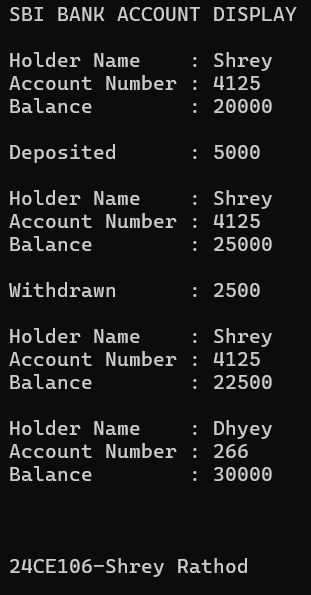 SBI BANK ACCOUNT DISPLAY
Holder Name    : Shrey
Account Number : 4125
Balance        : 20000
Deposited      : 5000
Holder Name    : Shrey
Account Number : 4125
Balance        : 25000
Withdrawn      : 2500
Holder Name    : Shrey
Account Number : 4125
Balance        : 22500
Holder Name    : Dhyey
Account Number : 266
Balance        : 30000
24CE106-Shrey Rathod